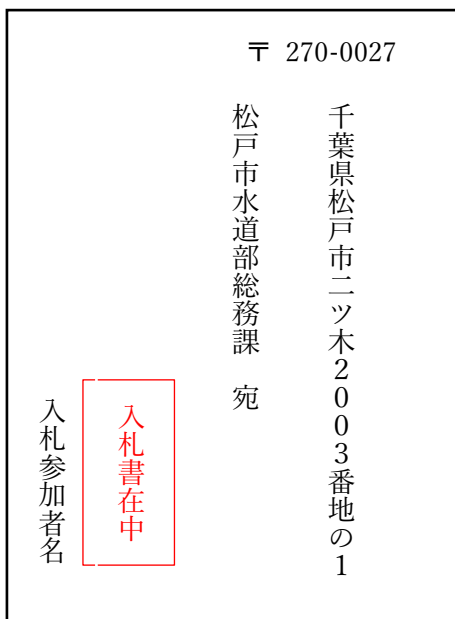 〒 270-0027
千葉県松戸市二ツ木2003番地の1
松戸市水道部総務課 宛
入札書在中
入札参加者名